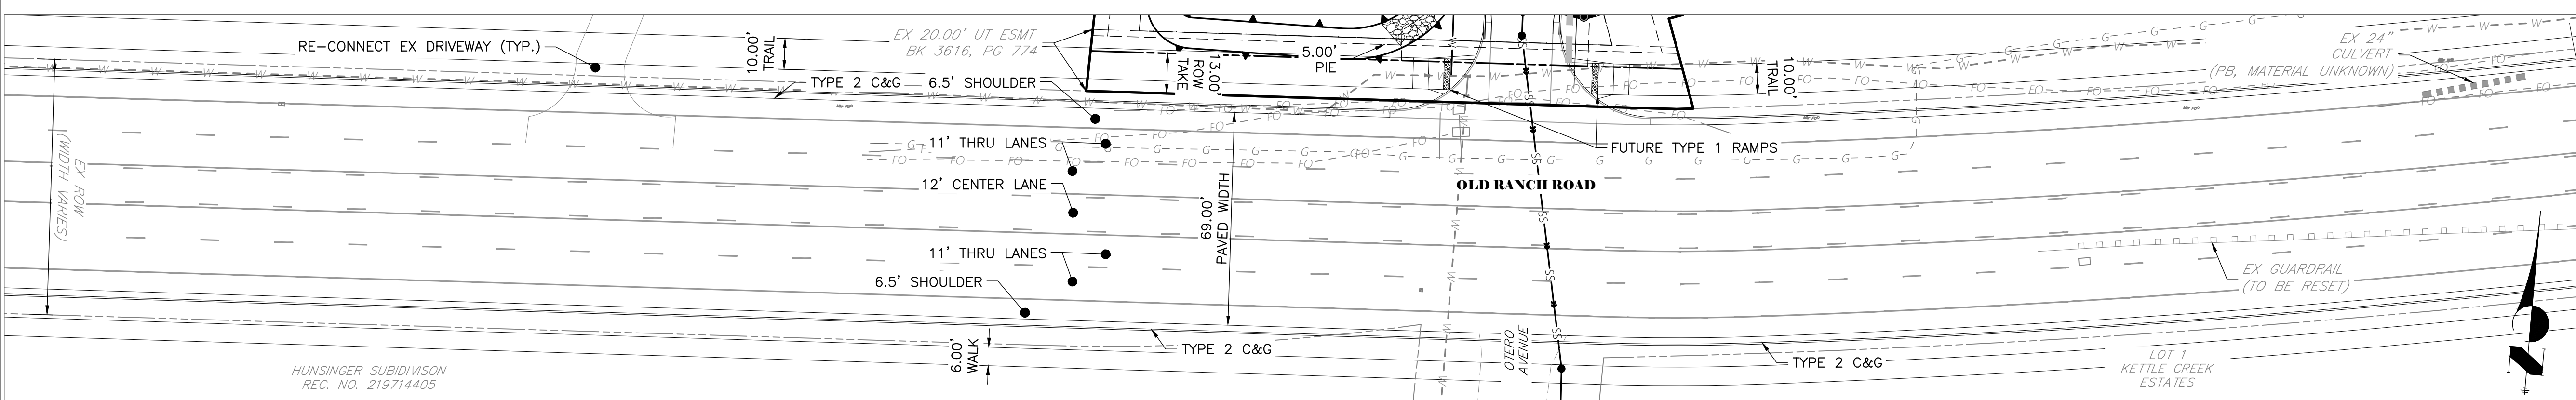 RE-CONNECT EX DRIVEWAY (TYP.)
10.00'
TRAIL
EX 20.00' UT ESMT
BK 3616, PG 774
TYPE 2 C&G
6.5' SHOULDER
13.00'
ROW
TAKE
5.00'
PIE
10.00'
TRAIL
EX 24"
CULVERT
(PB, MATERIAL UNKNOWN)
11' THRU LANES
FUTURE TYPE 1 RAMPS
12' CENTER LANE
OLD RANCH ROAD
EX ROW
(WIDTH VARIES)
69.00'
PAVED WIDTH
11' THRU LANES
6.5' SHOULDER
EX GUARDRAIL
(TO BE RESET)
6.00'
WALK
TYPE 2 C&G
OTERO
AVENUE
TYPE 2 C&G
HUNSINGER SUBIDIVISON
REC. NO. 219714405
LOT 1
KETTLE CREEK
ESTATES
N